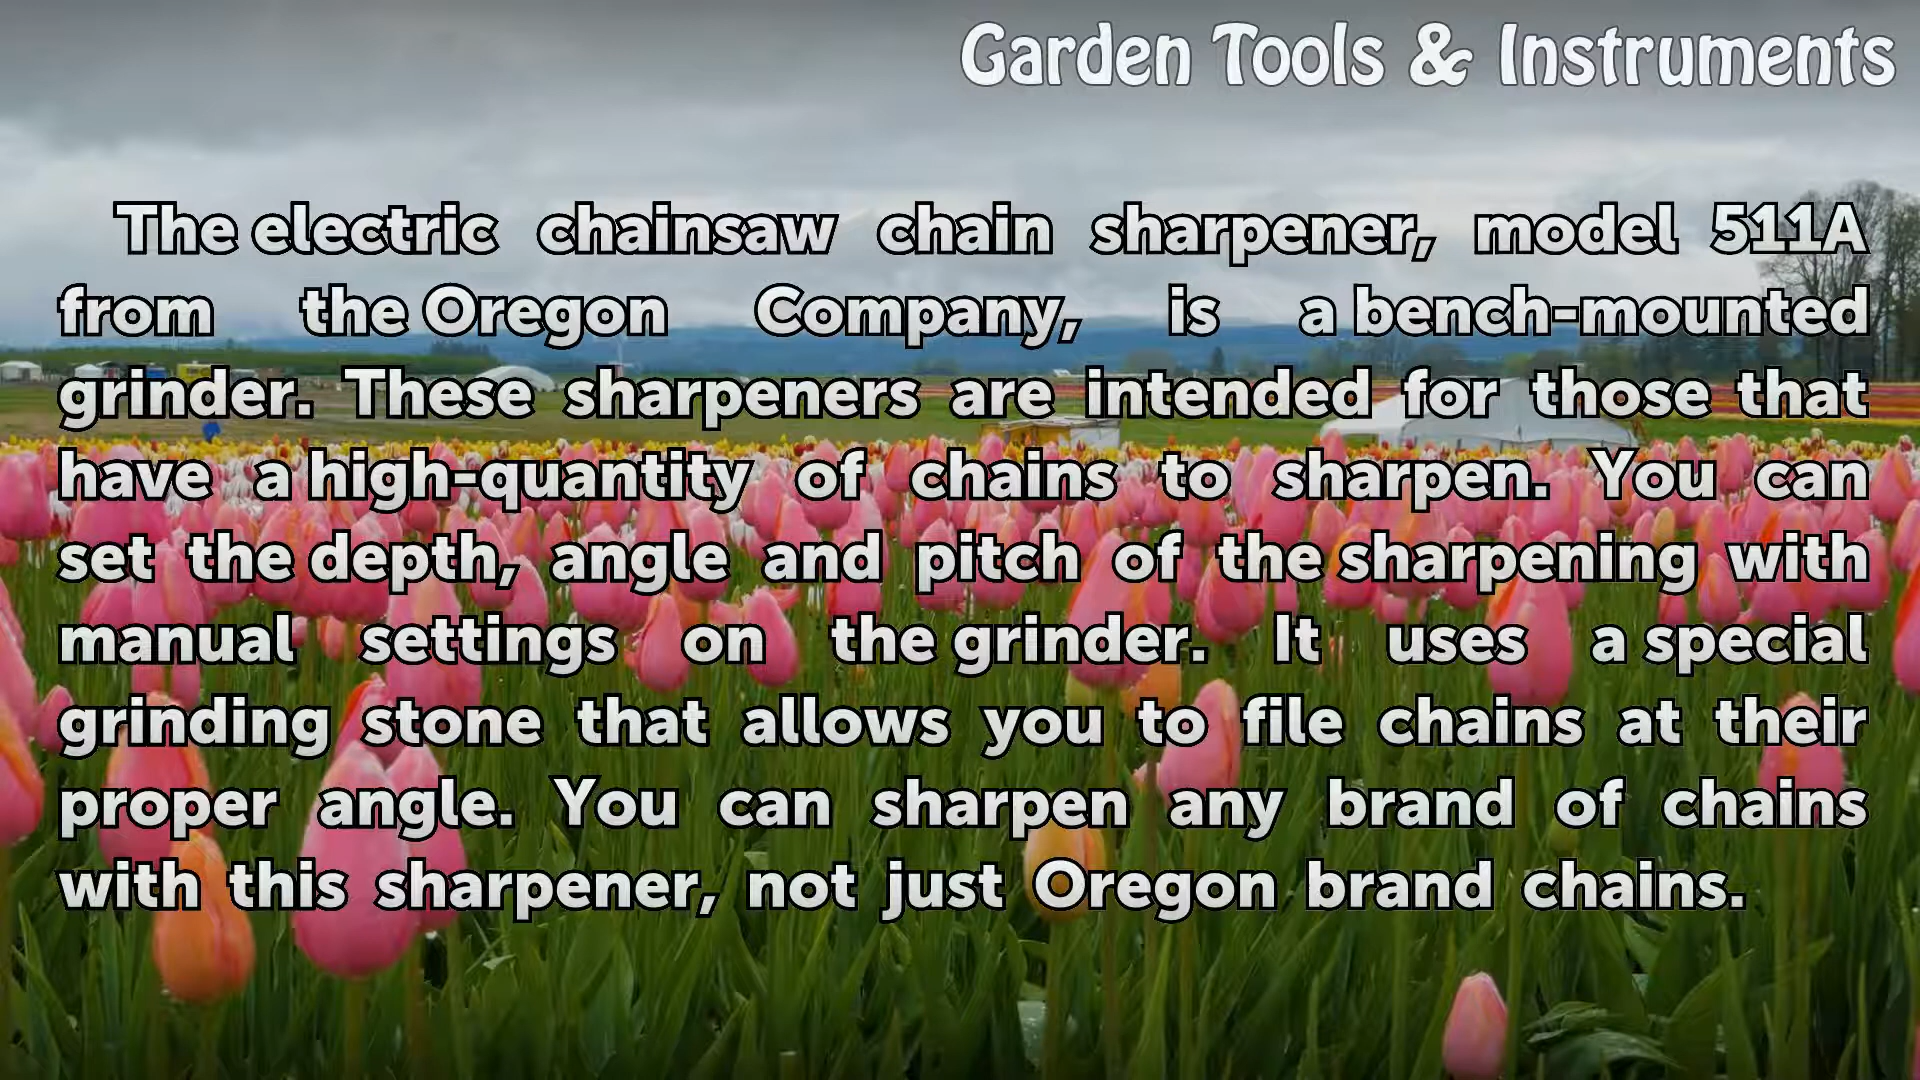 Garden Tools & Instruments
The electric chainsaw chain sharpener, model 511A
from the Oregon Company, is a bench-mounted
grinder. These sharpeners are intended for those that
have a high-quantity of chains to sharpen. You can
set the depth, angle and pitch of the sharpening with
manual settings on the grinder. It uses a special
grinding stone that allows you to file chains at their
proper angle. You can sharpen any brand of chains
with this sharpener, not just Oregon brand chains.